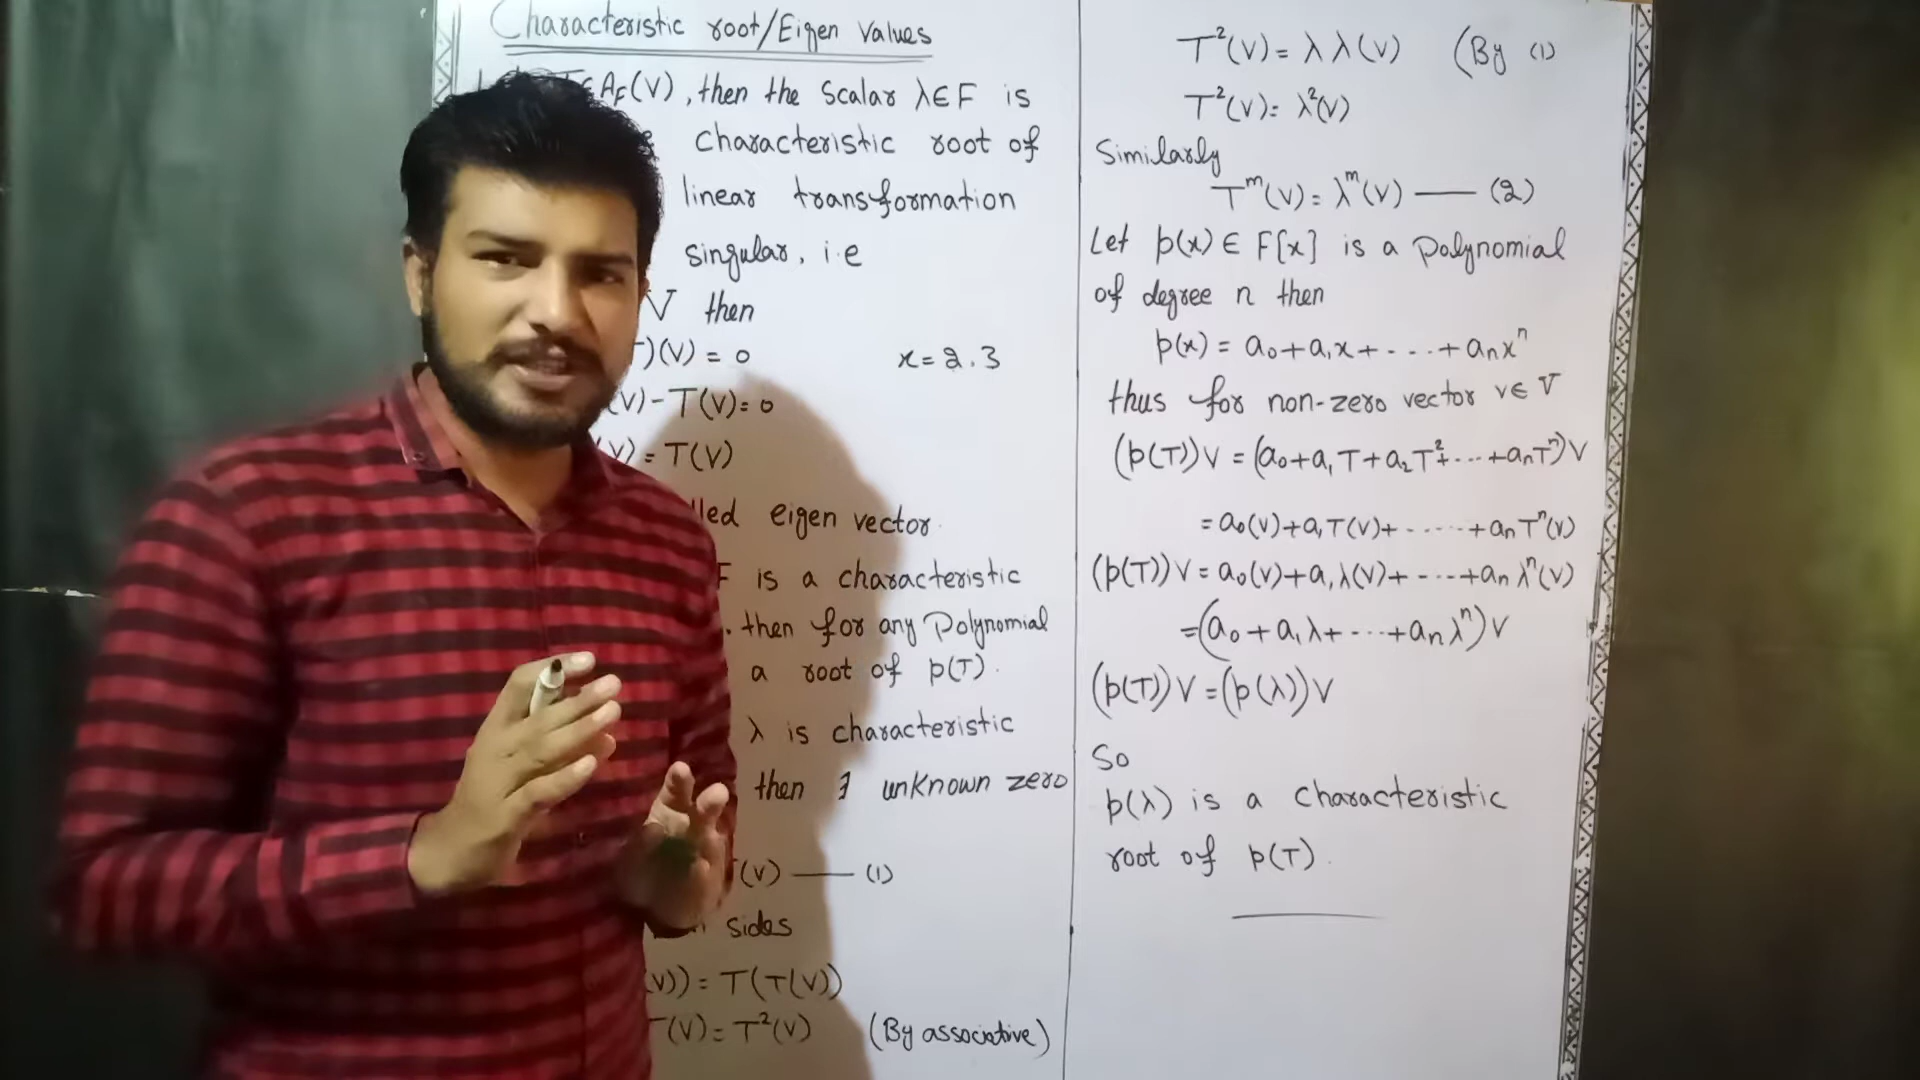 Characteristic root/Eigen values
AF(V), then the Scalar λ∈F is
characteristic root of
linear transformation
singular, i.e
V then
)(V) = 0
x=2.3
(V) - T(V)= 0
(V) = T(V)
lled eigen vector.
F is a characteristic
. then for any Polynomial
a root of p(T).
λ is characteristic
then ∃ unknown zero
(V) —— (1)
sides
(V)) = T(T(V))
(V) = T²(V) (By associative)
T²(V) = λ λ(V) (By (1)
T²(V) = λ²(V)
Similarly
Tᵐ(V) = λᵐ(V) —— (2)
Let p(x) ∈ F[x] is a Polynomial
of degree n then
p(x) = a₀+a₁x+ - - - - +aₙxⁿ
thus for non-zero vector v∈ V
(p(T))V = (a₀+a₁T+a₂T²+---+aₙTⁿ)V
= a₀(V)+a₁T(V)+ - - - - - +aₙTⁿ(V)
(p(T))V = a₀(V)+a₁λ(V)+ - - - - +aₙλⁿ(V)
=(a₀+a₁λ+ - - - +aₙλⁿ)V
(p(T))V = (p(λ))V
So
p(λ) is a characteristic
root of p(T).